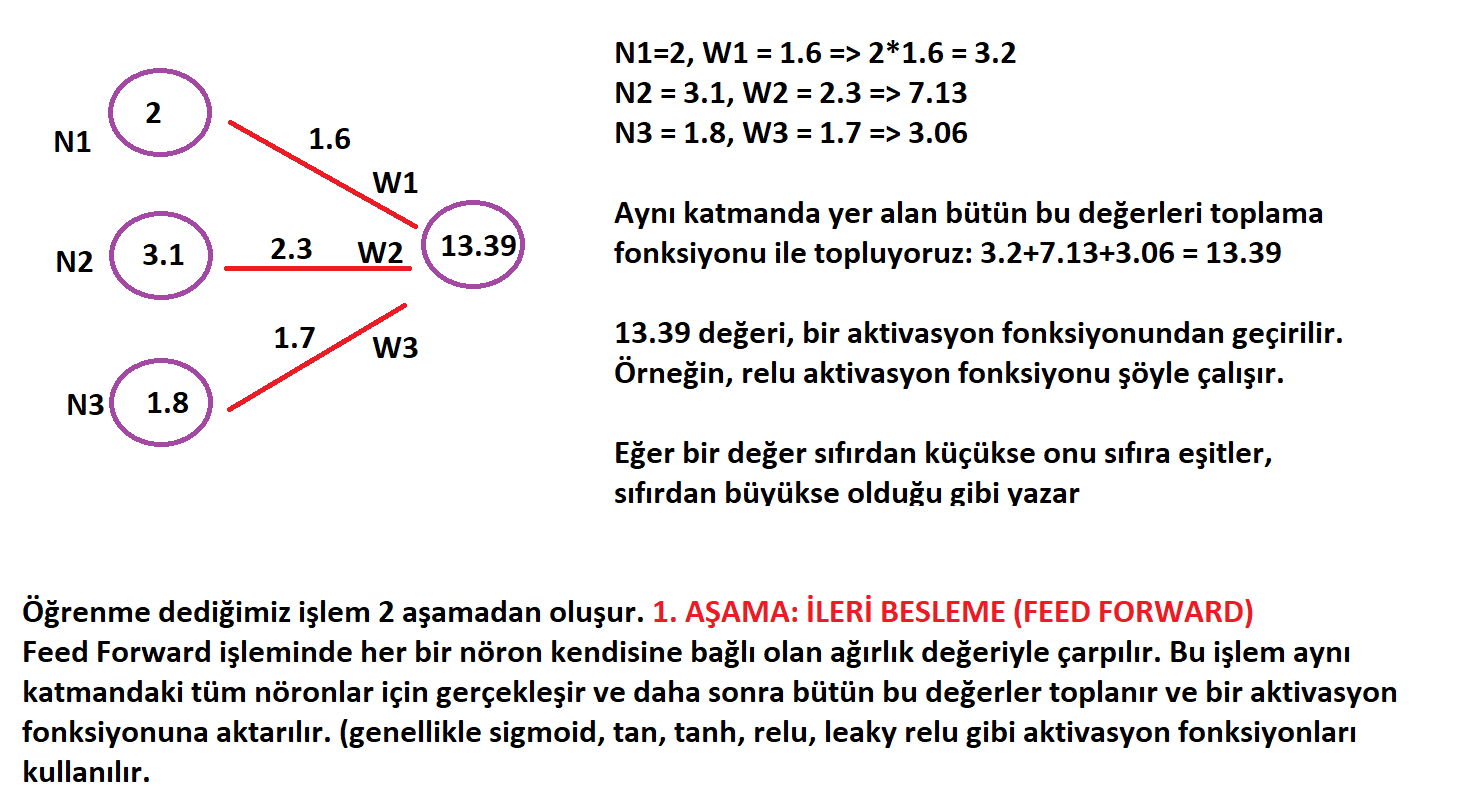 N1=2, W1 = 1.6 => 2*1.6 = 3.2
N2 = 3.1, W2 = 2.3 => 7.13
N3 = 1.8, W3 = 1.7 => 3.06
2
N1
1.6
W1
3.1
N2
2.3
W2
13.39
1.7
W3
N3
1.8
Aynı katmanda yer alan bütün bu değerleri toplama
fonksiyonu ile topluyoruz: 3.2+7.13+3.06 = 13.39
13.39 değeri, bir aktivasyon fonksiyonundan geçirilir.
Örneğin, relu aktivasyon fonksiyonu şöyle çalışır.
Eğer bir değer sıfırdan küçükse onu sıfıra eşitler,
sıfırdan büyükse olduğu gibi yazar
Öğrenme dediğimiz işlem 2 aşamadan oluşur. 1. AŞAMA: İLERİ BESLEME (FEED FORWARD)
Feed Forward işleminde her bir nöron kendisine bağlı olan ağırlık değeriyle çarpılır. Bu işlem aynı
katmandaki tüm nöronlar için gerçekleşir ve daha sonra bütün bu değerler toplanır ve bir aktivasyon
fonksiyonuna aktarılır. (genellikle sigmoid, tan, tanh, relu, leaky relu gibi aktivasyon fonksiyonları
kullanılır.